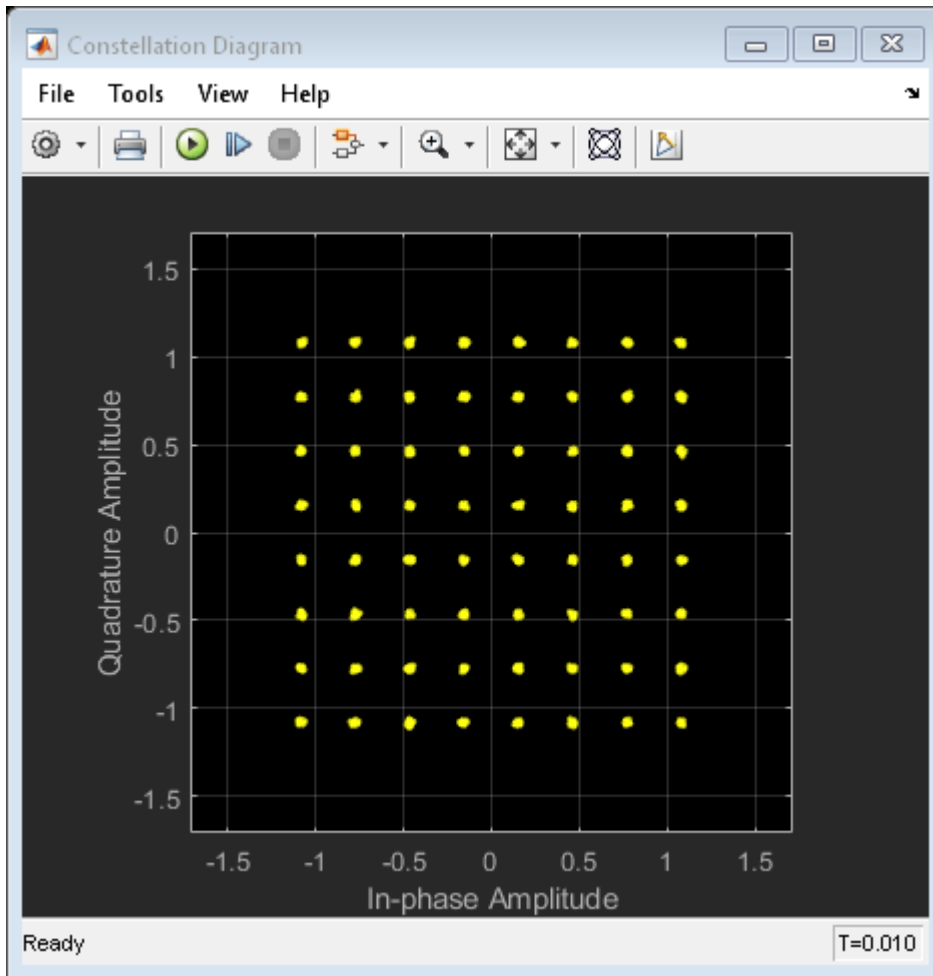 Constellation Diagram
File Tools View Help
1.5
1
0.5
0
-0.5
-1
-1.5
Quadrature Amplitude
-1.5 -1 -0.5 0 0.5 1 1.5
In-phase Amplitude
Ready T=0.010